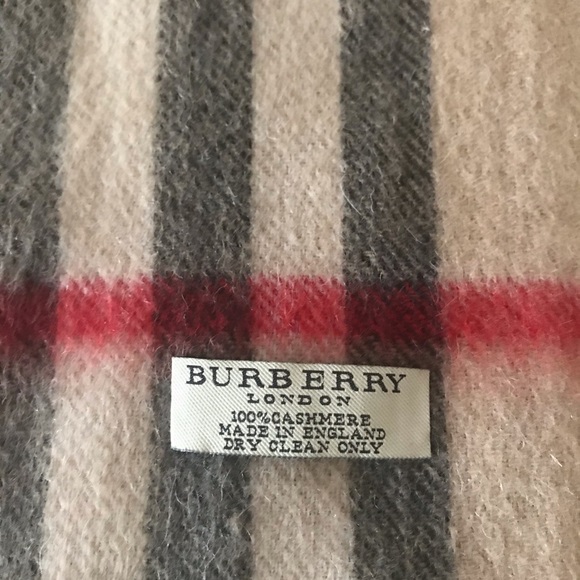 BURBERRY
LONDON
100%CASHMERE
MADE IN ENGLAND
DRY CLEAN ONLY